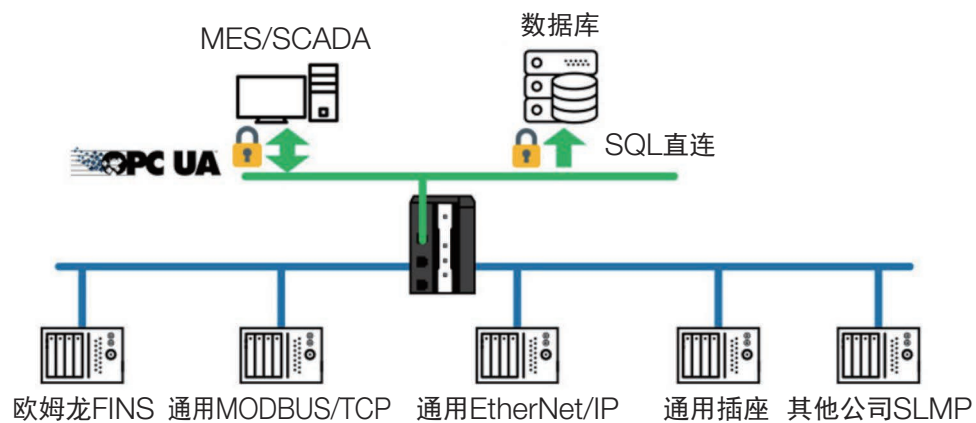 MES/SCADA
数据库
SQL直连
OPC UA
欧姆龙FINS
通用MODBUS/TCP
通用EtherNet/IP
通用插座
其他公司SLMP